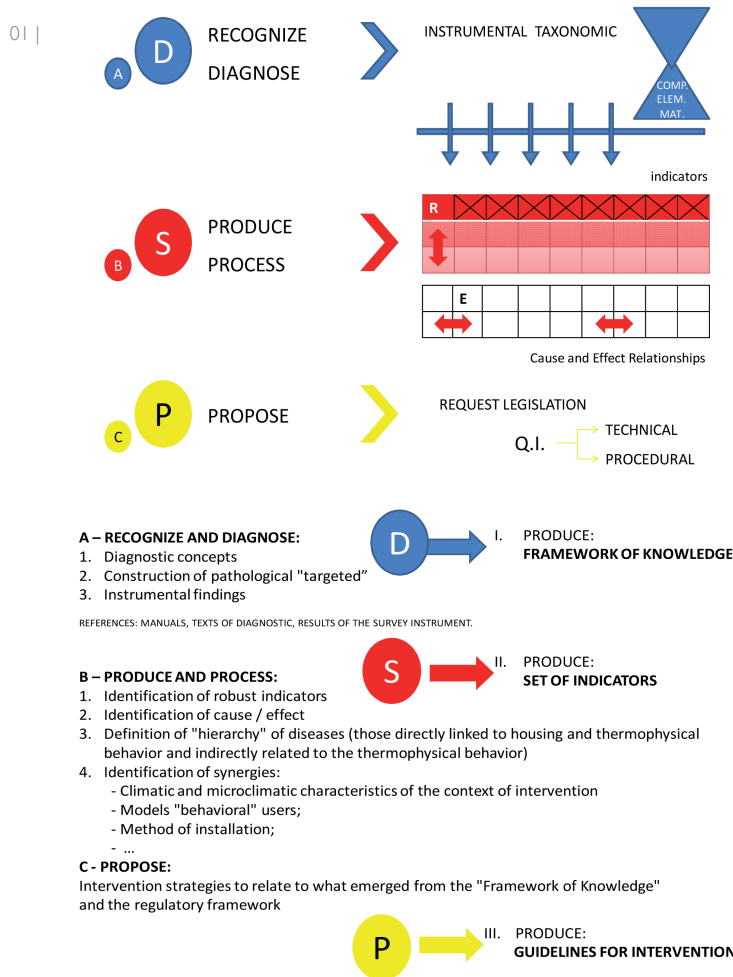 01 |
D RECOGNIZE
A DIAGNOSE
INSTRUMENTAL TAXONOMIC
COMP.
ELEM.
MAT.
indicators
S PRODUCE
B PROCESS
R
E
Cause and Effect Relationships
P PROPOSE
C
REQUEST LEGISLATION
Q.I.
TECHNICAL
PROCEDURAL
A – RECOGNIZE AND DIAGNOSE:
1. Diagnostic concepts
2. Construction of pathological "targeted”
3. Instrumental findings
D
I. PRODUCE:
FRAMEWORK OF KNOWLEDGE
REFERENCES: MANUALS, TEXTS OF DIAGNOSTIC, RESULTS OF THE SURVEY INSTRUMENT.
S
II. PRODUCE:
SET OF INDICATORS
B – PRODUCE AND PROCESS:
1. Identification of robust indicators
2. Identification of cause / effect
3. Definition of "hierarchy" of diseases (those directly linked to housing and thermophysical
behavior and indirectly related to the thermophysical behavior)
4. Identification of synergies:
- Climatic and microclimatic characteristics of the context of intervention
- Models "behavioral" users;
- Method of installation;
- ...
C - PROPOSE:
Intervention strategies to relate to what emerged from the "Framework of Knowledge"
and the regulatory framework
P
III. PRODUCE:
GUIDELINES FOR INTERVENTION